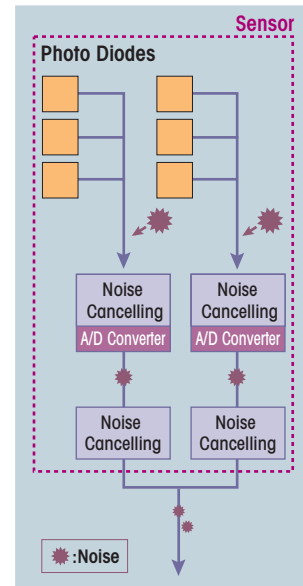 Sensor
Photo Diodes
Noise
Cancelling
A/D Converter
Noise
Cancelling
A/D Converter
Noise
Cancelling
Noise
Cancelling
:Noise